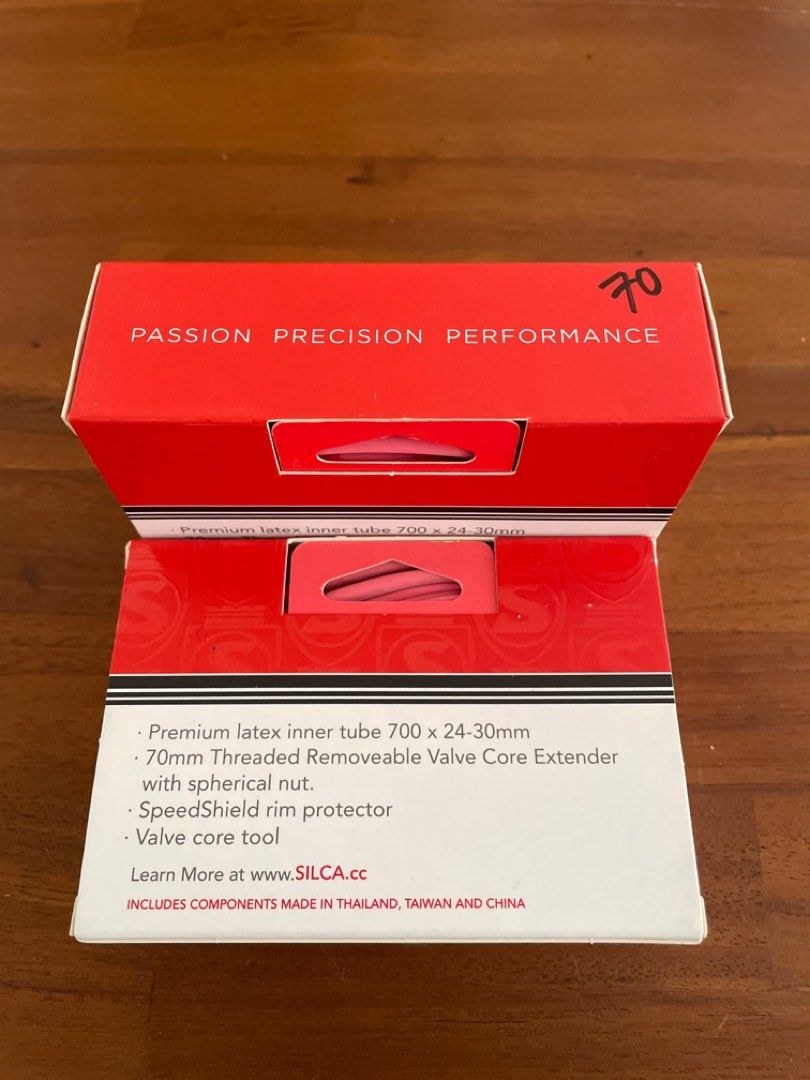 70
PASSION PRECISION PERFORMANCE
· Premium latex inner tube 700 x 24-30mm
· Premium latex inner tube 700 x 24-30mm
· 70mm Threaded Removeable Valve Core Extender
with spherical nut.
· SpeedShield rim protector
· Valve core tool
Learn More at www.SILCA.cc
INCLUDES COMPONENTS MADE IN THAILAND, TAIWAN AND CHINA